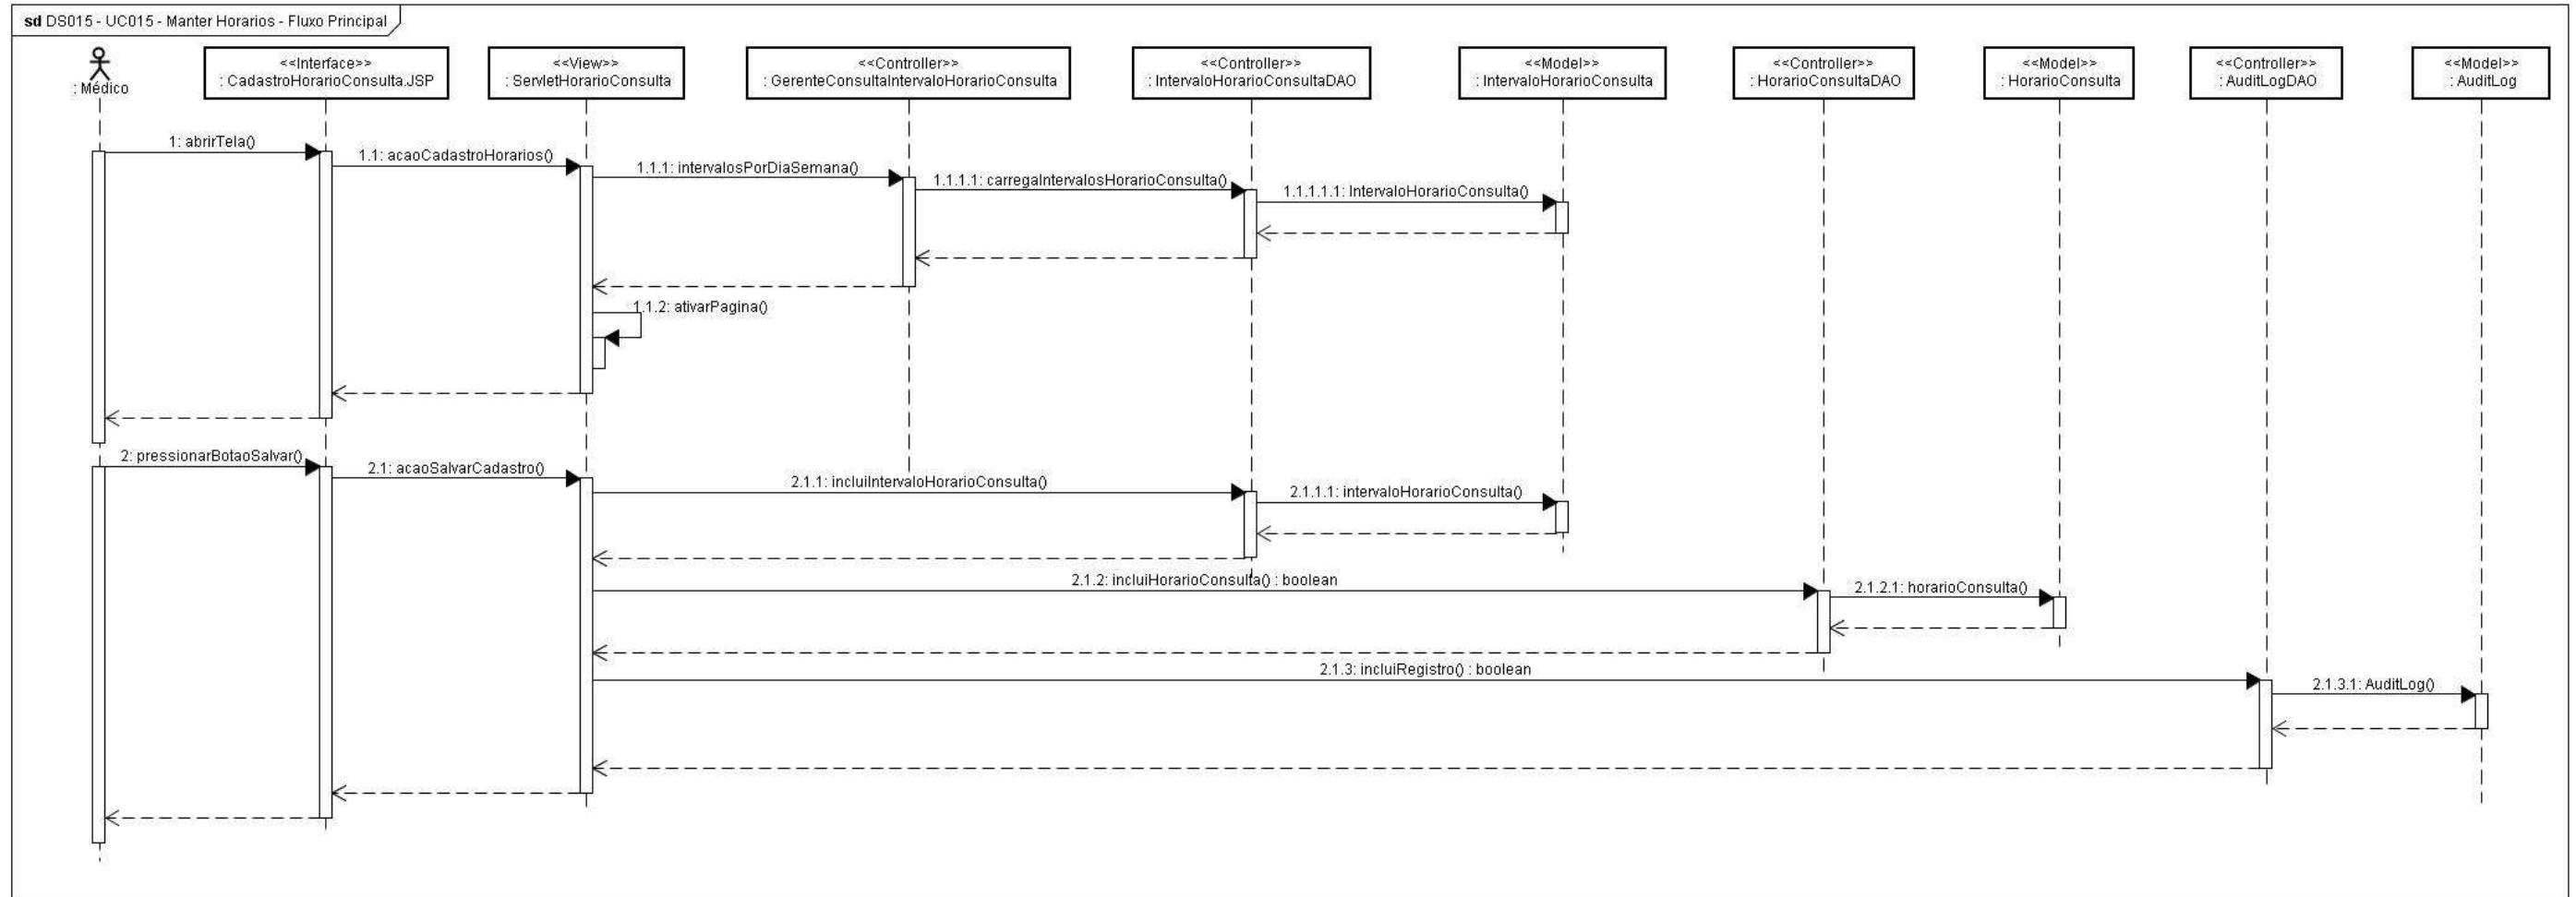 sd DS015 - UC015 - Manter Horarios - Fluxo Principal
: Médico
<<Interface>>
: CadastroHorarioConsulta.JSP
<<View>>
: ServletHorarioConsulta
<<Controller>>
: GerenteConsultaIntervaloHorarioConsulta
<<Controller>>
: IntervaloHorarioConsultaDAO
<<Model>>
: IntervaloHorarioConsulta
<<Controller>>
: HorarioConsultaDAO
<<Model>>
: HorarioConsulta
<<Controller>>
: AuditLogDAO
<<Model>>
: AuditLog
1: abrirTela()
1.1: acaoCadastroHorarios()
1.1.1: intervalosPorDiaSemana()
1.1.1.1: carregaIntervalosHorarioConsulta()
1.1.1.1.1: IntervaloHorarioConsulta()
1.1.2: ativarPagina()
2: pressionarBotaoSalvar()
2.1: acaoSalvarCadastro()
2.1.1: incluiIntervaloHorarioConsulta()
2.1.1.1: intervaloHorarioConsulta()
2.1.2: incluiHorarioConsulta() : boolean
2.1.2.1: horarioConsulta()
2.1.3: incluiRegistro() : boolean
2.1.3.1: AuditLog()